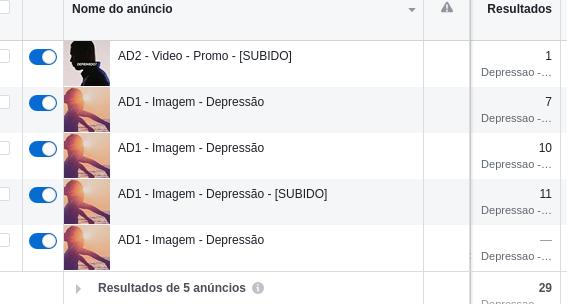 Nome do anúncio Resultados
AD2 - Video - Promo - [SUBIDO] 1
Depressao -…
AD1 - Imagem - Depressão 7
Depressao -…
AD1 - Imagem - Depressão 10
Depressao -…
AD1 - Imagem - Depressão - [SUBIDO] 11
Depressao -…
AD1 - Imagem - Depressão —
Depressao -…
Resultados de 5 anúncios 29